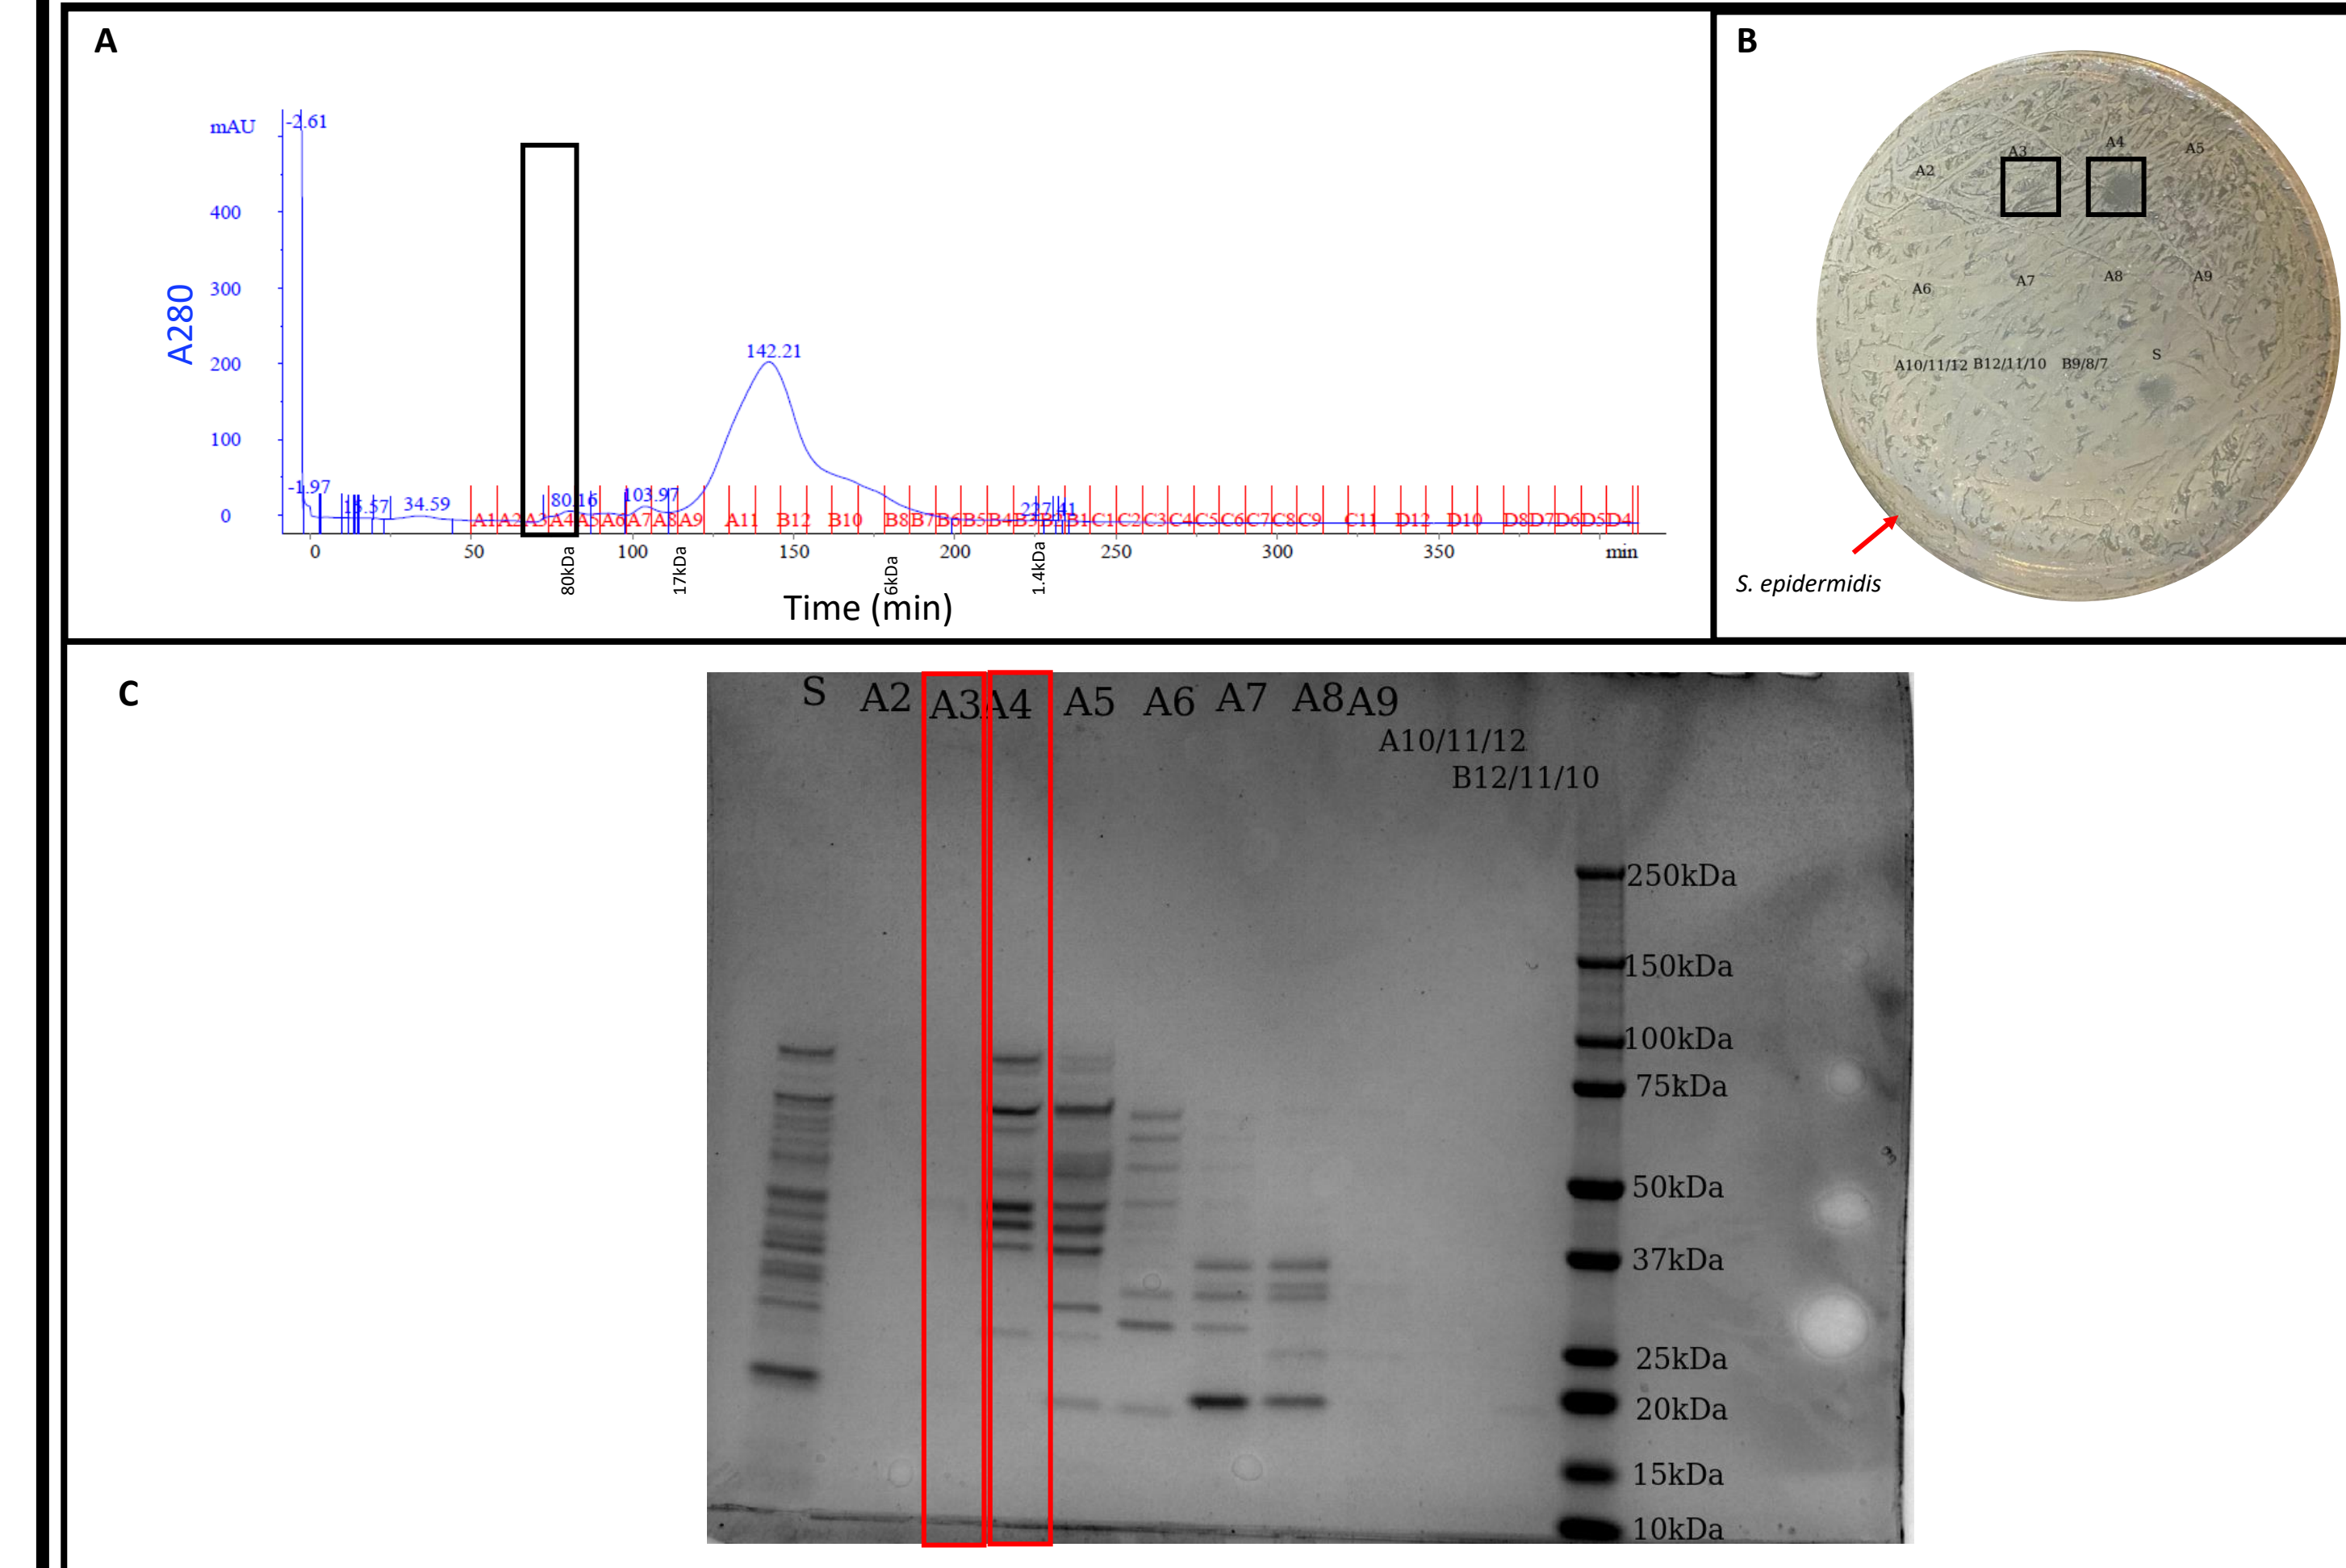 A
mAU
-2.61
400
300
200
100
0
A280
142.21
-1.97
34.59
80.16
103.97
A1 A2 A3 A4 A5 A6 A7 A8 A9 A11 B12 B10 B8 B7 B6 B5 B4 B3 B1 C1 C2 C3 C4 C5 C6 C7 C8 C9 C11 D12 D10 D8 D7 D6 D5 D4
0 50 100 150 200 250 300 350 min
80kDa 17kDa 6kDa 1.4kDa
Time (min)
B
A2 A3 A4 A5
A6 A7 A8 A9
A10/11/12 B12/11/10 B9/8/7 S
S. epidermidis
C
S A2 A3 A4 A5 A6 A7 A8 A9
A10/11/12
B12/11/10
250kDa
150kDa
100kDa
75kDa
50kDa
37kDa
25kDa
20kDa
15kDa
10kDa